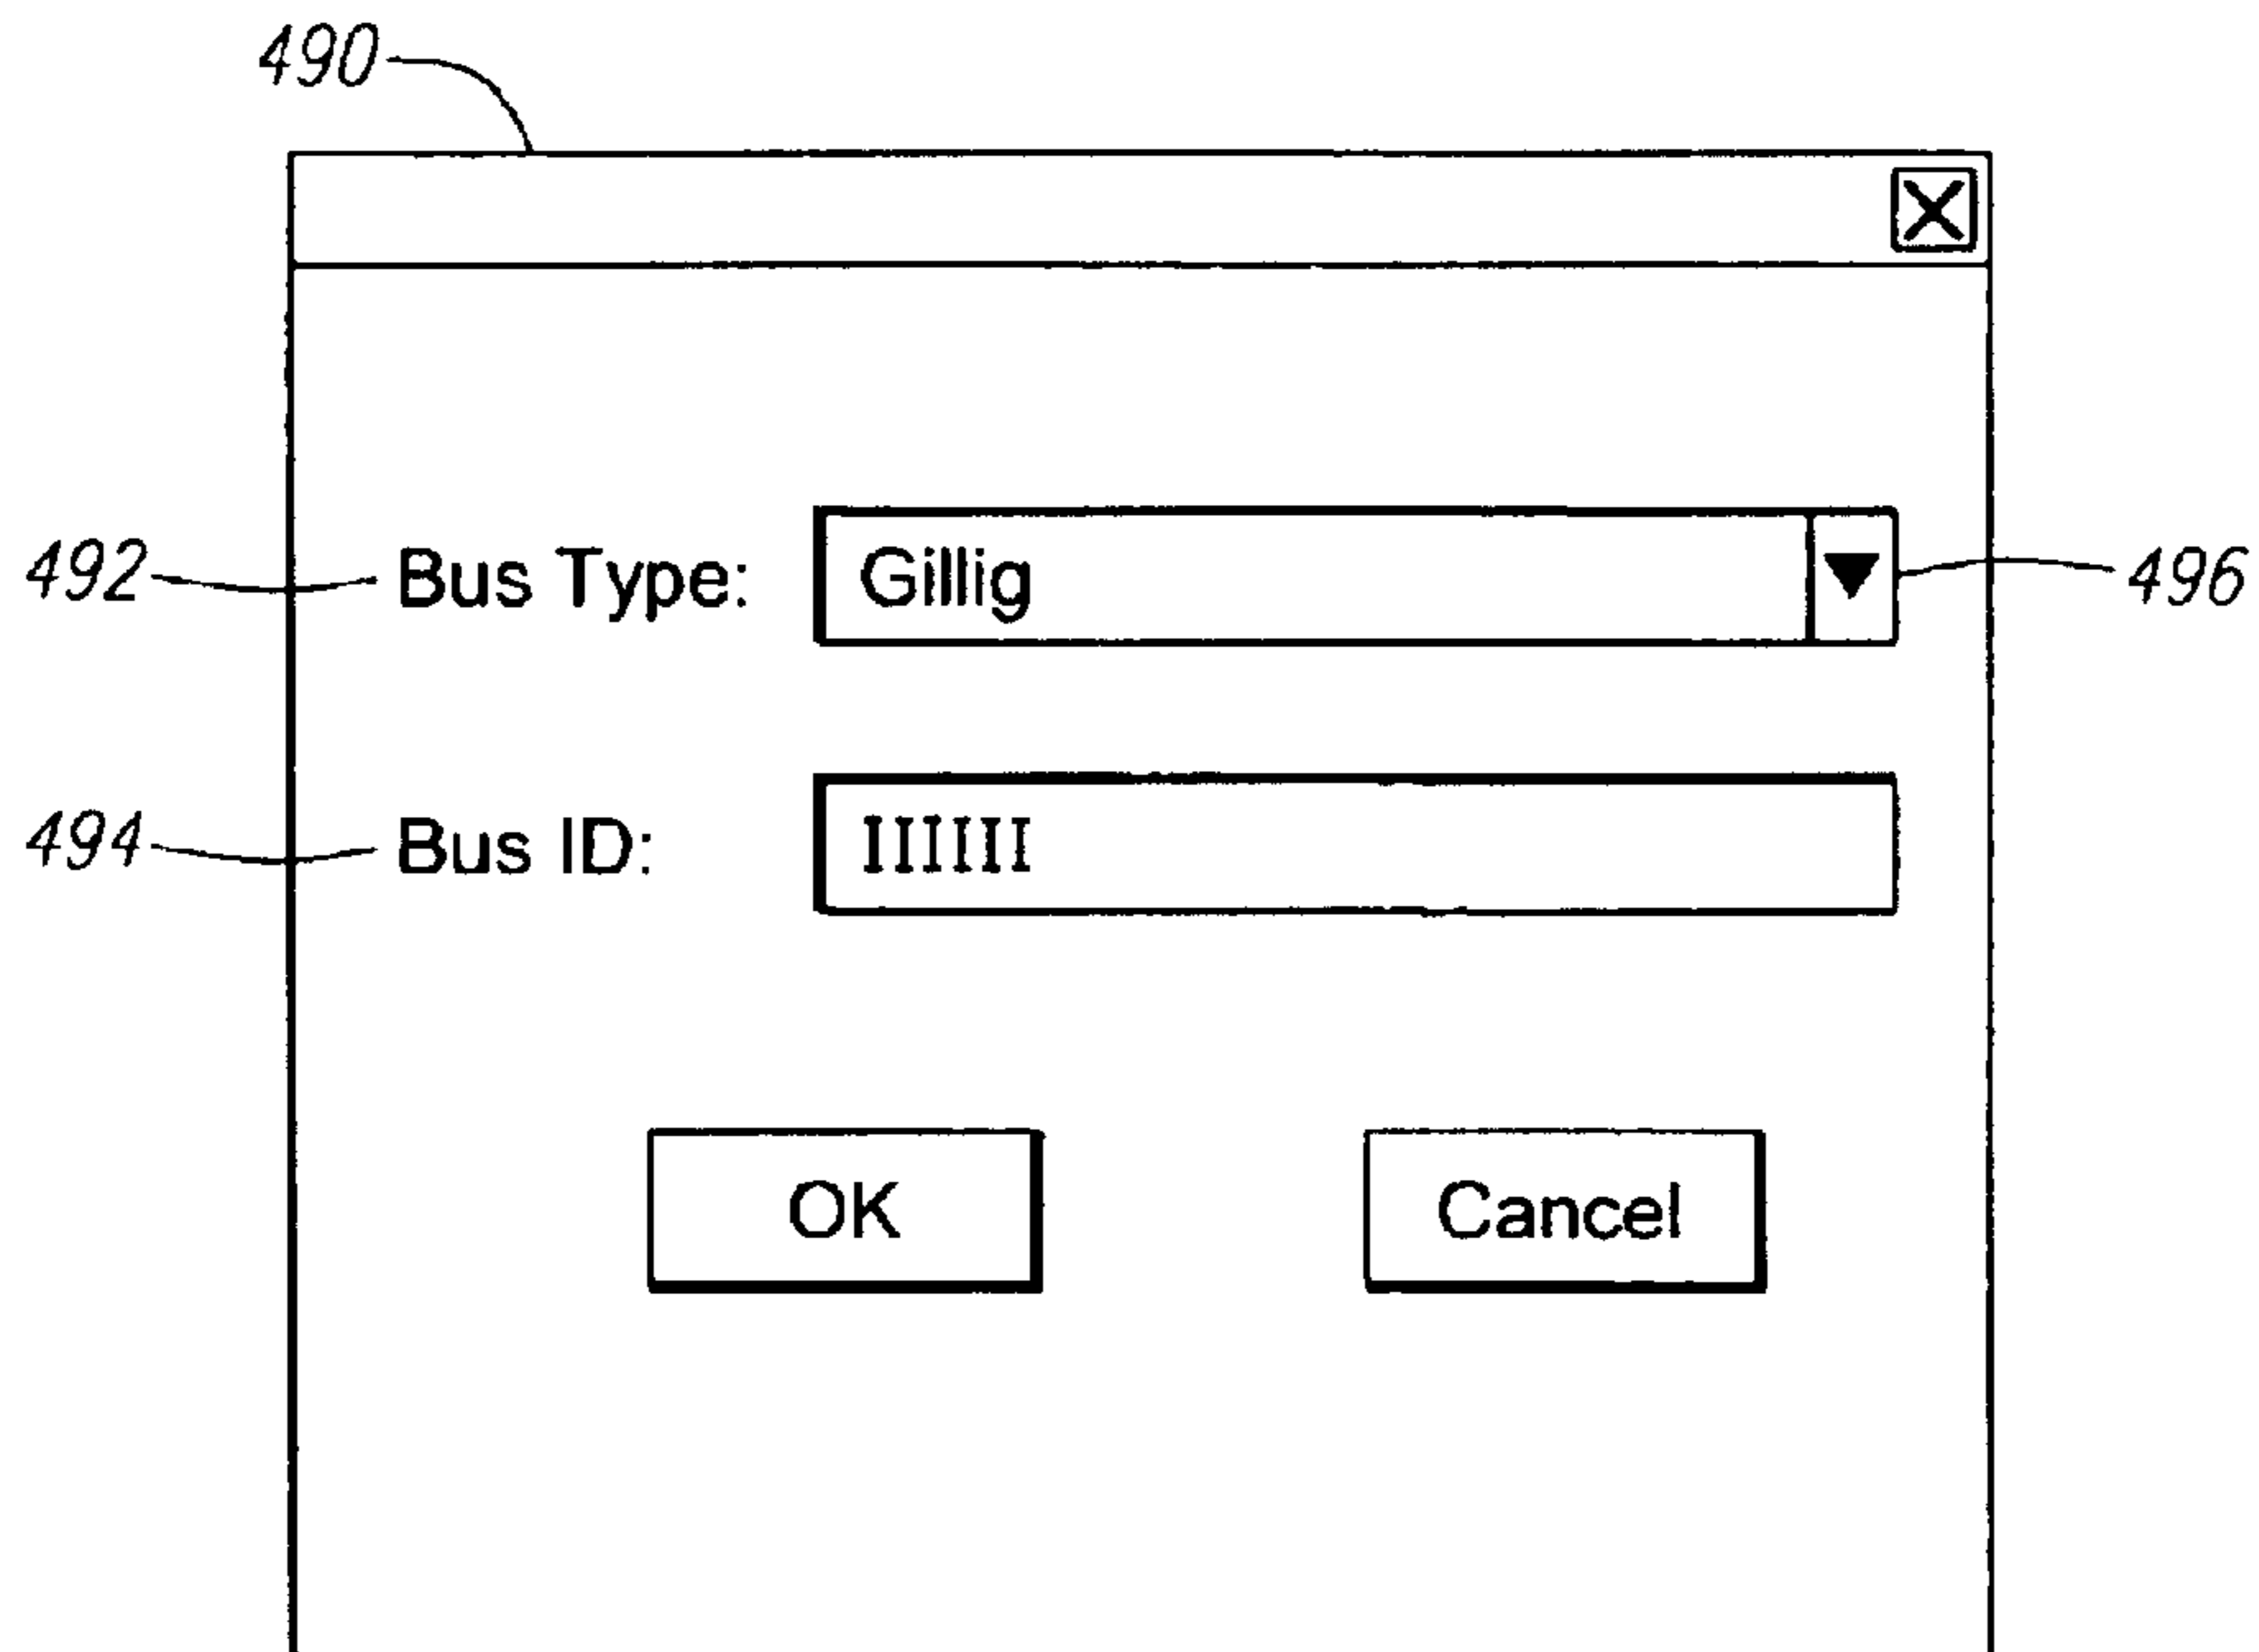 490
X
492 Bus Type: Gillig 496
494 Bus ID: IIIIII
OK Cancel